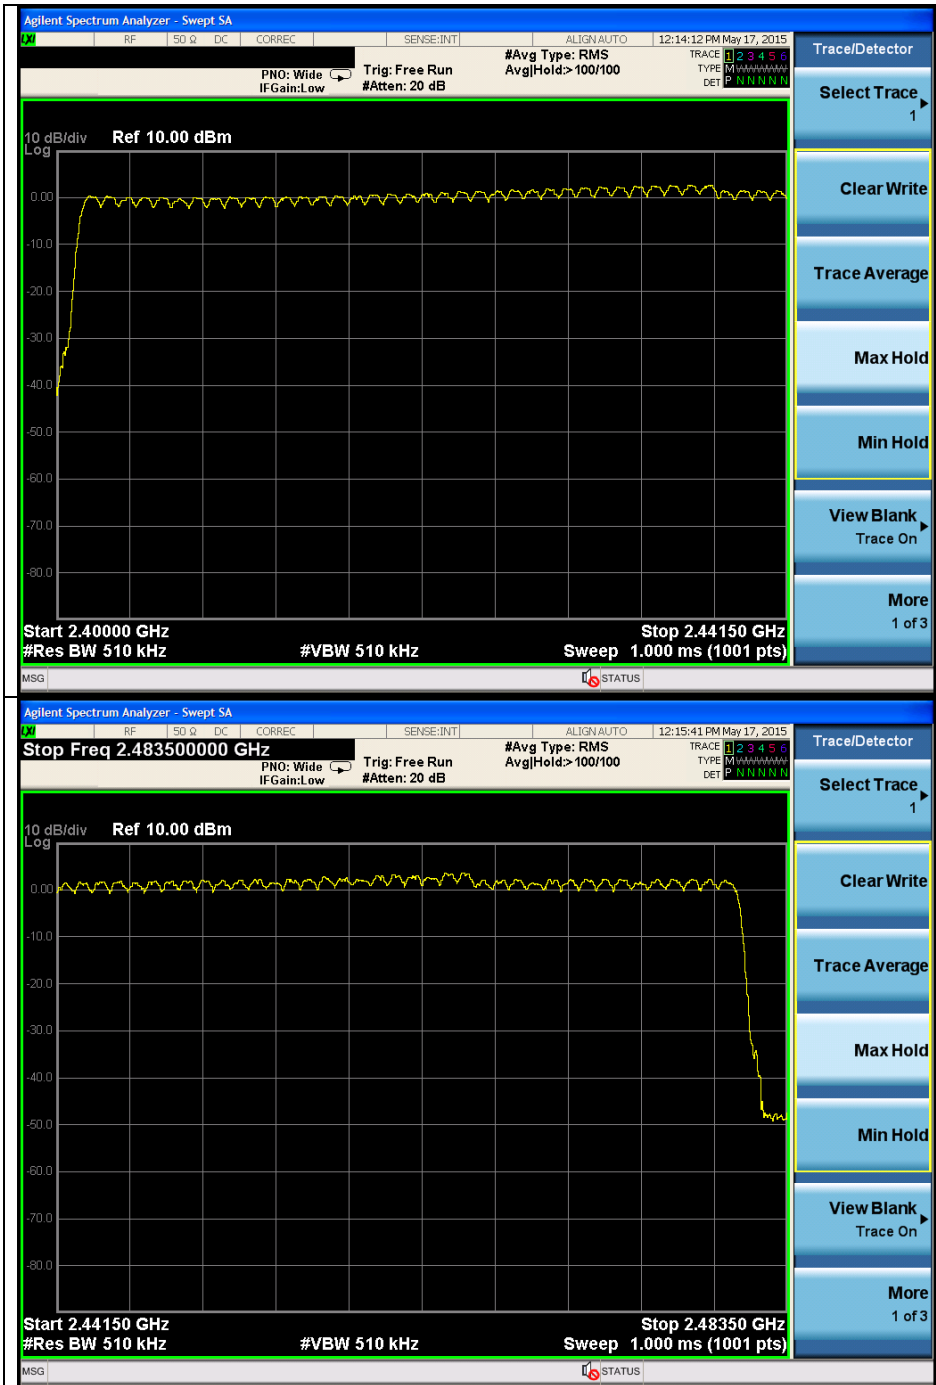 Agilent Spectrum Analyzer - Swept SA
LXI RF 50 Ω DC CORREC SENSE:INT ALIGN AUTO 12:14:12 PM May 17, 2015
PNO: Wide
IFGain:Low
Trig: Free Run
#Atten: 20 dB
#Avg Type: RMS
Avg|Hold:>100/100
TRACE 1 2 3 4 5 6
TYPE M WWWWW
DET P N N N N N
10 dB/div Ref 10.00 dBm
Log
0.00
-10.0
-20.0
-30.0
-40.0
-50.0
-60.0
-70.0
-80.0
Start 2.40000 GHz Stop 2.44150 GHz
#Res BW 510 kHz #VBW 510 kHz Sweep 1.000 ms (1001 pts)
MSG STATUS
Trace/Detector
Select Trace
1
Clear Write
Trace Average
Max Hold
Min Hold
View Blank
Trace On
More
1 of 3
Agilent Spectrum Analyzer - Swept SA
LXI RF 50 Ω DC CORREC SENSE:INT ALIGN AUTO 12:15:41 PM May 17, 2015
Stop Freq 2.483500000 GHz
PNO: Wide
IFGain:Low
Trig: Free Run
#Atten: 20 dB
#Avg Type: RMS
Avg|Hold:>100/100
TRACE 1 2 3 4 5 6
TYPE M WWWWW
DET P N N N N N
10 dB/div Ref 10.00 dBm
Log
0.00
-10.0
-20.0
-30.0
-40.0
-50.0
-60.0
-70.0
-80.0
Start 2.44150 GHz Stop 2.48350 GHz
#Res BW 510 kHz #VBW 510 kHz Sweep 1.000 ms (1001 pts)
MSG STATUS
Trace/Detector
Select Trace
1
Clear Write
Trace Average
Max Hold
Min Hold
View Blank
Trace On
More
1 of 3